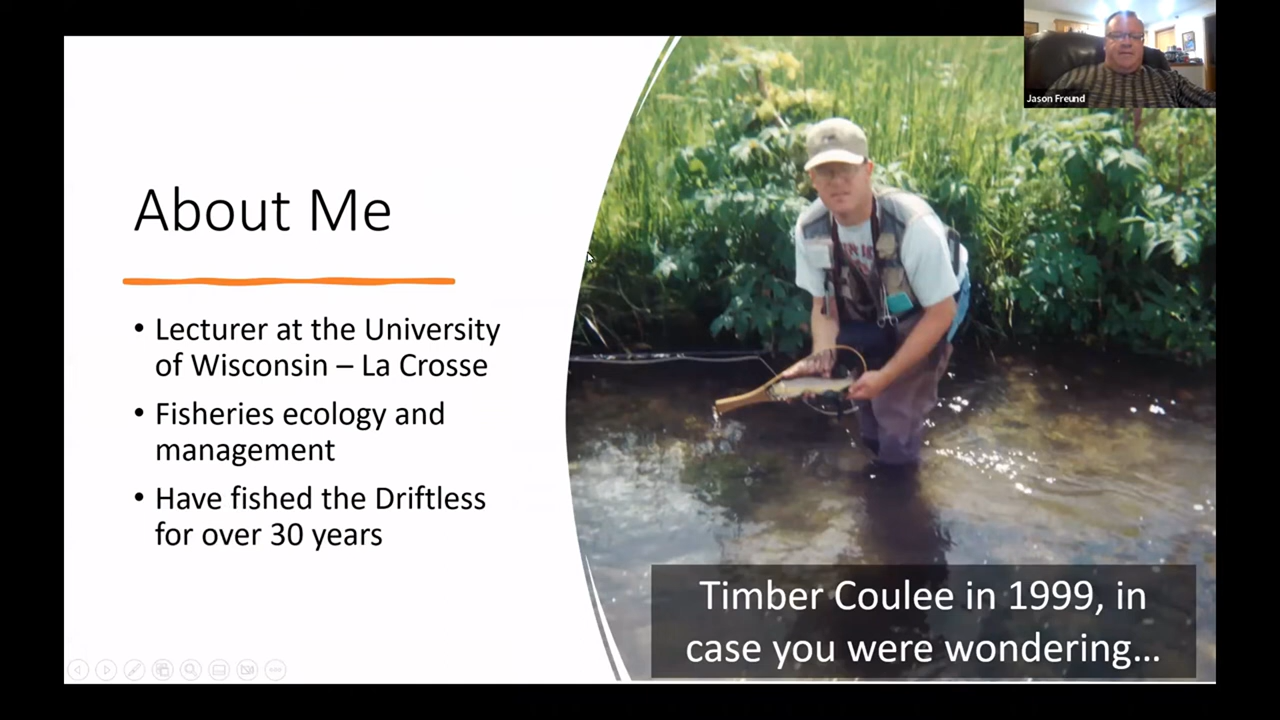 Jason Freund
About Me
• Lecturer at the University
of Wisconsin – La Crosse
• Fisheries ecology and
management
• Have fished the Driftless
for over 30 years
Timber Coulee in 1999, in
case you were wondering...